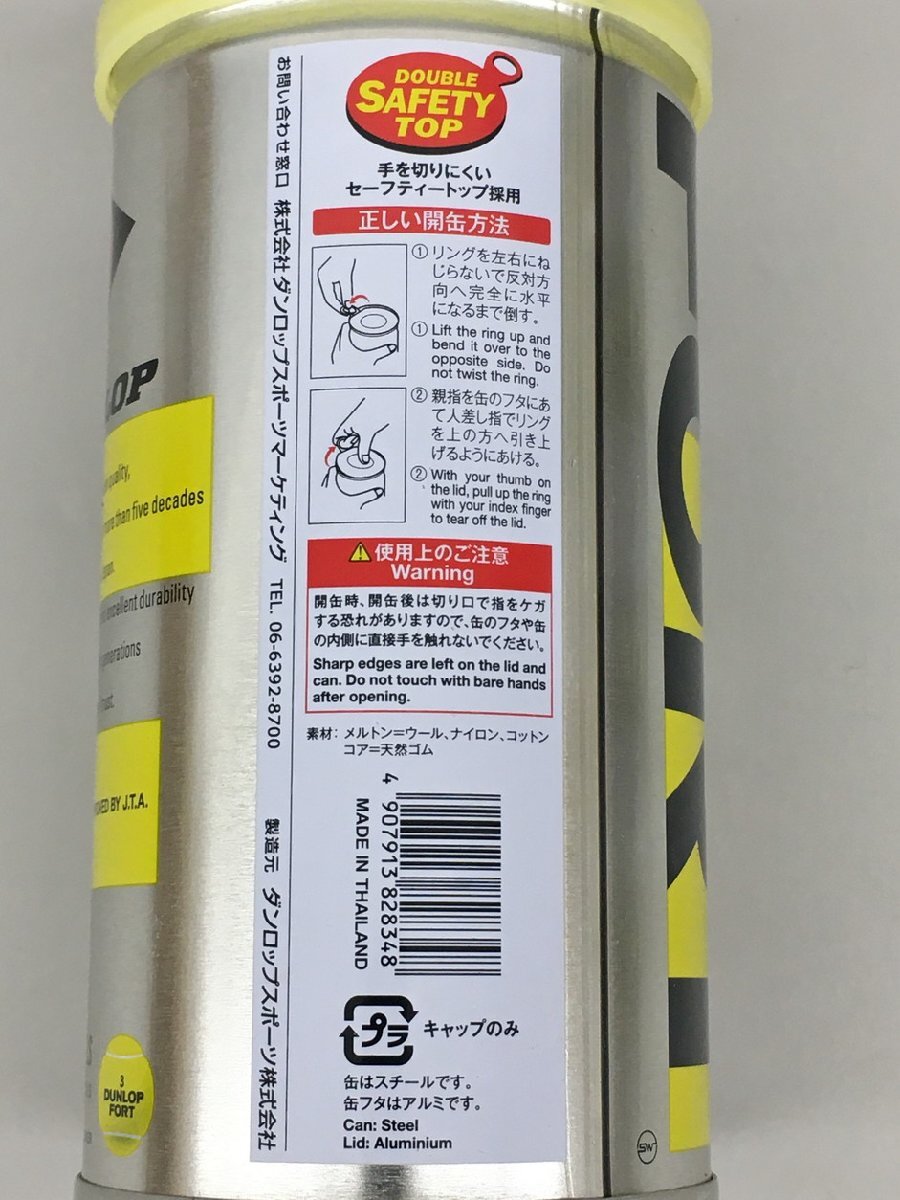 DOUBLE
SAFETY
TOP
手を切りにくい
セーフティートップ採用
正しい開缶方法
① リングを左右にね
じらないで反対方
向へ完全に水平
になるまで倒す。
① Lift the ring up and
bend it over to the
opposite side. Do
not twist the ring.
② 親指を缶のフタにあ
て人差し指でリング
を上の方へ引き上
げるようにあける。
② With your thumb on
the lid, pull up the ring
with your index finger
to tear off the lid.
使用上のご注意
Warning
開缶時、開缶後は切り口で指をケガ
する恐れがありますので、缶のフタや缶
の内側に直接手を触れないでください。
Sharp edges are left on the lid and
can. Do not touch with bare hands
after opening.
素材: メルトン=ウール、ナイロン、コットン
コア=天然ゴム
4 907913 828348
MADE IN THAILAND
プラ
キャップのみ
缶はスチールです。
缶フタはアルミです。
Can: Steel
Lid: Aluminium
お問い合わせ窓口 株式会社ダンロップスポーツマーケティング TEL. 06-6392-8700
製造元 ダンロップスポーツ株式会社
quality,
than five decades
excellent durability
BY J.T.A.
3
DUNLOP
FORT
SW